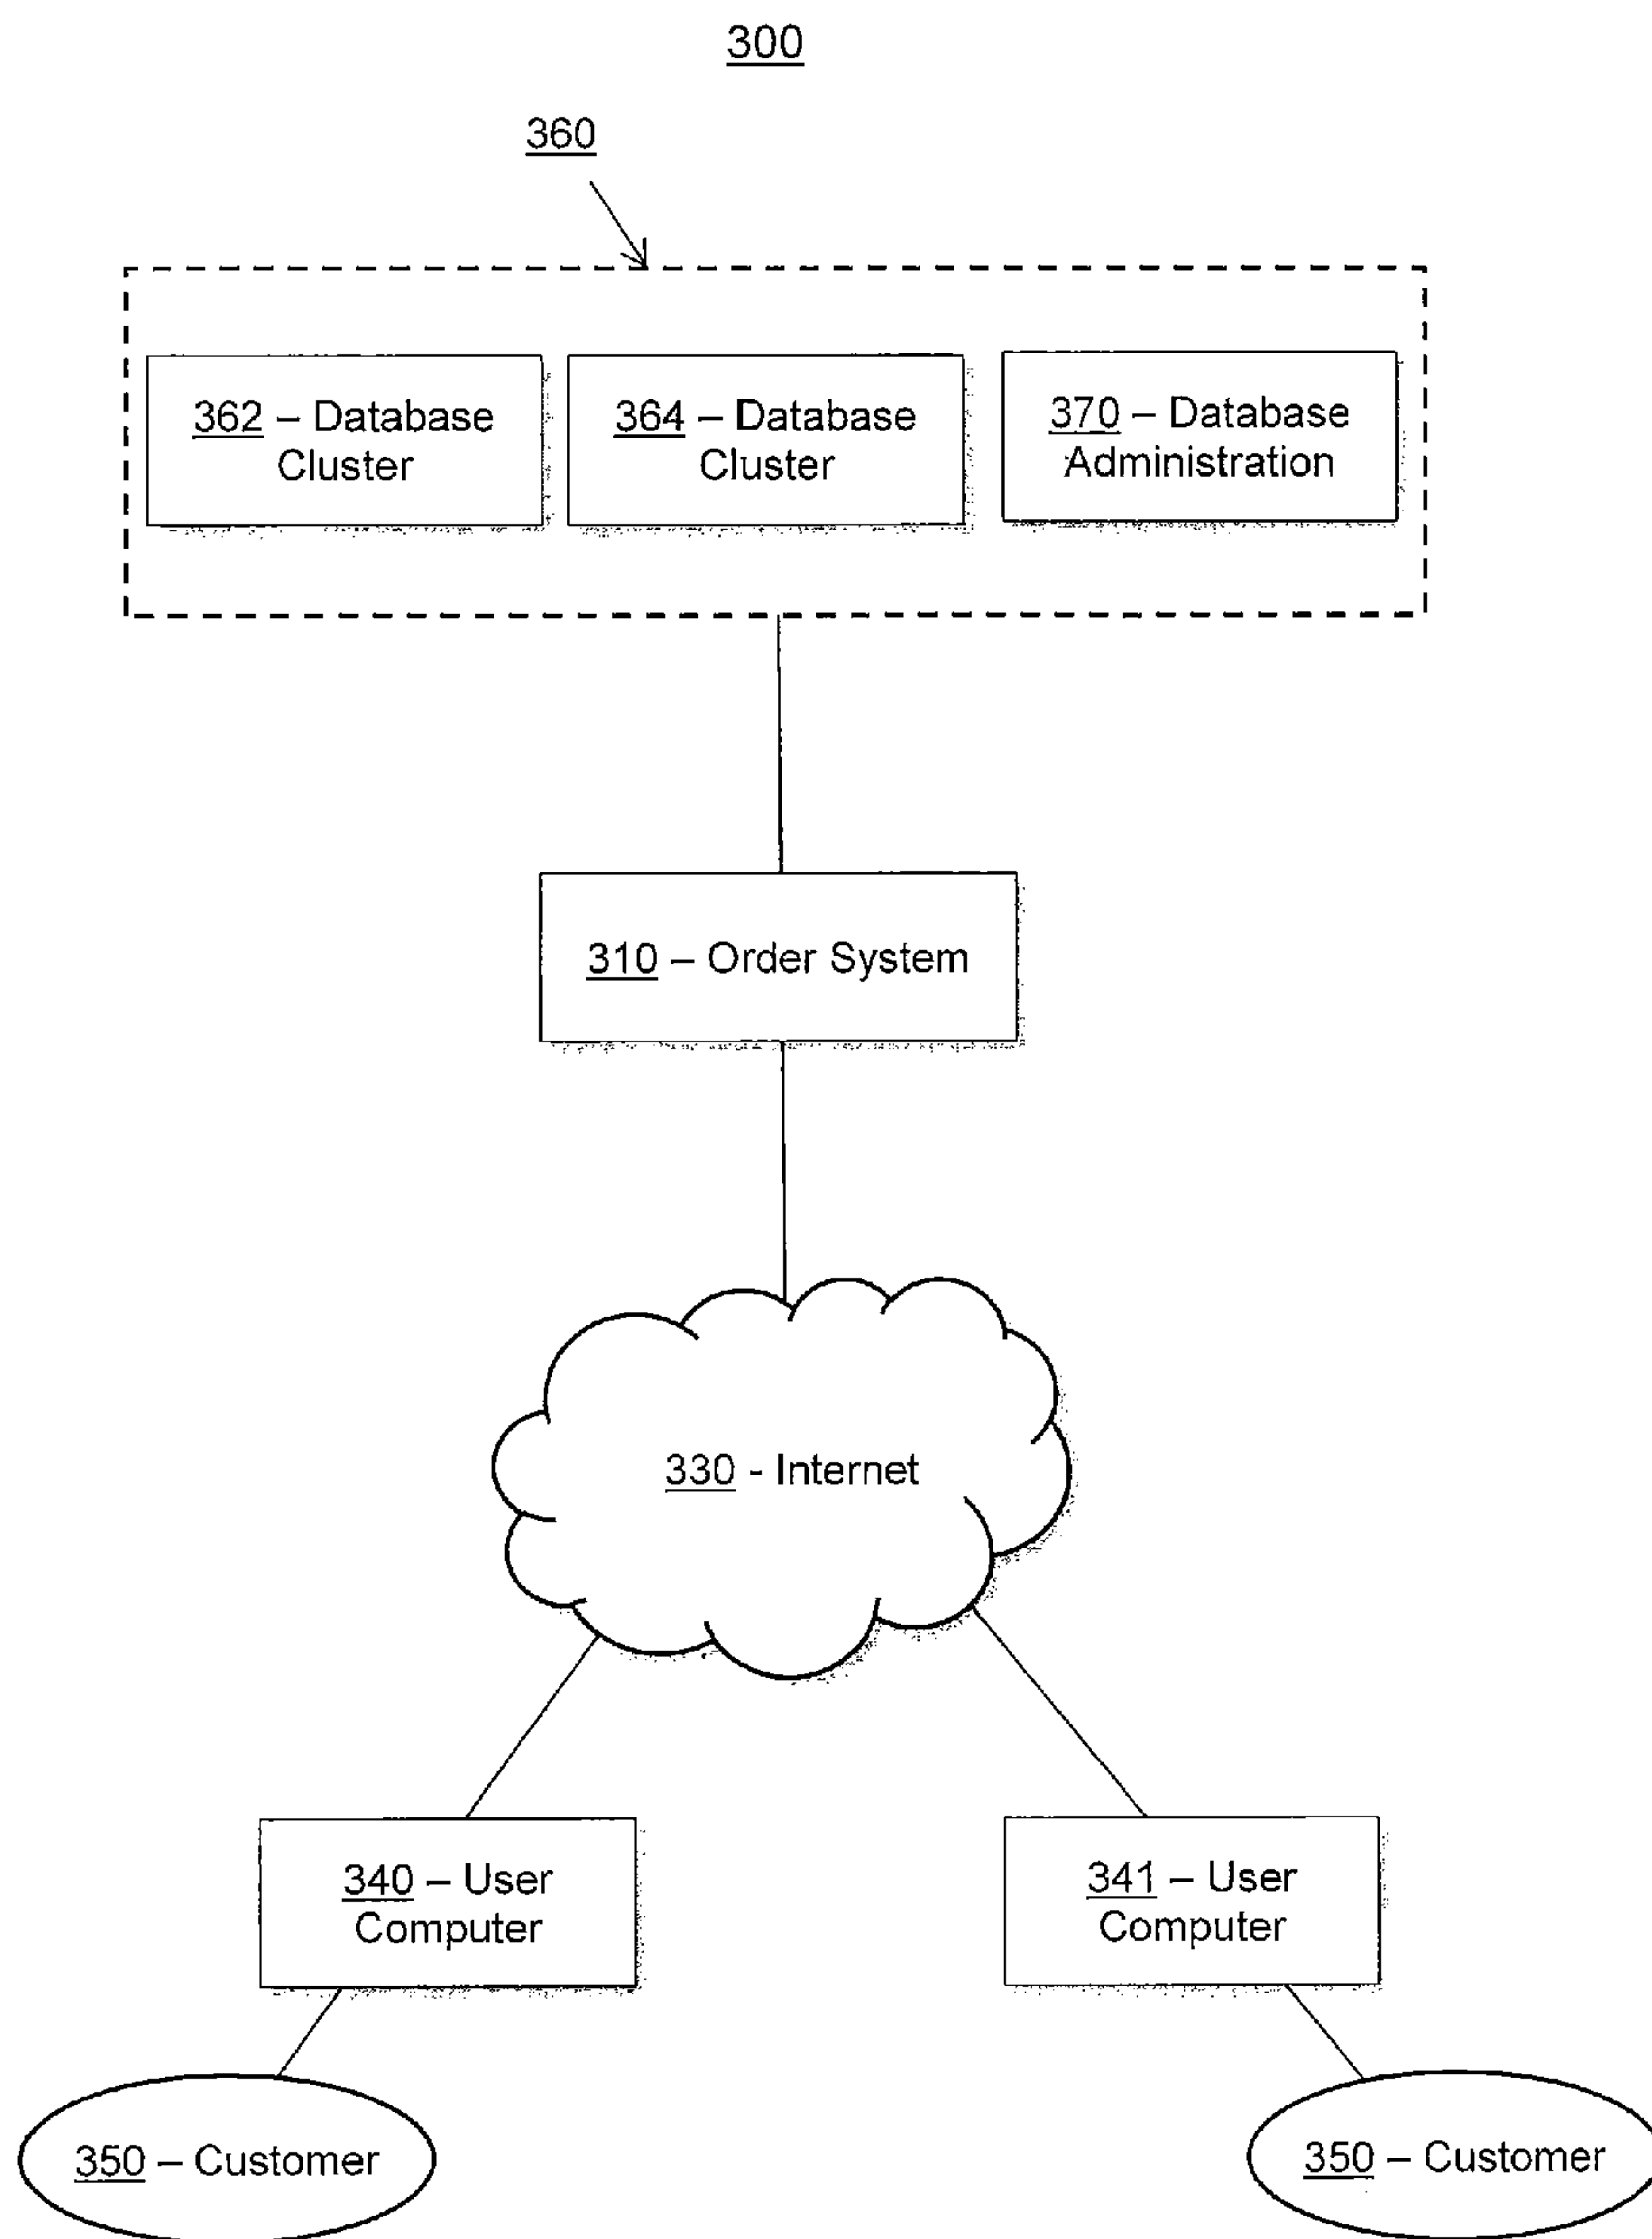 300
360
362 – Database
Cluster
364 – Database
Cluster
370 – Database
Administration
310 – Order System
330 - Internet
340 – User
Computer
341 – User
Computer
350 – Customer
350 – Customer